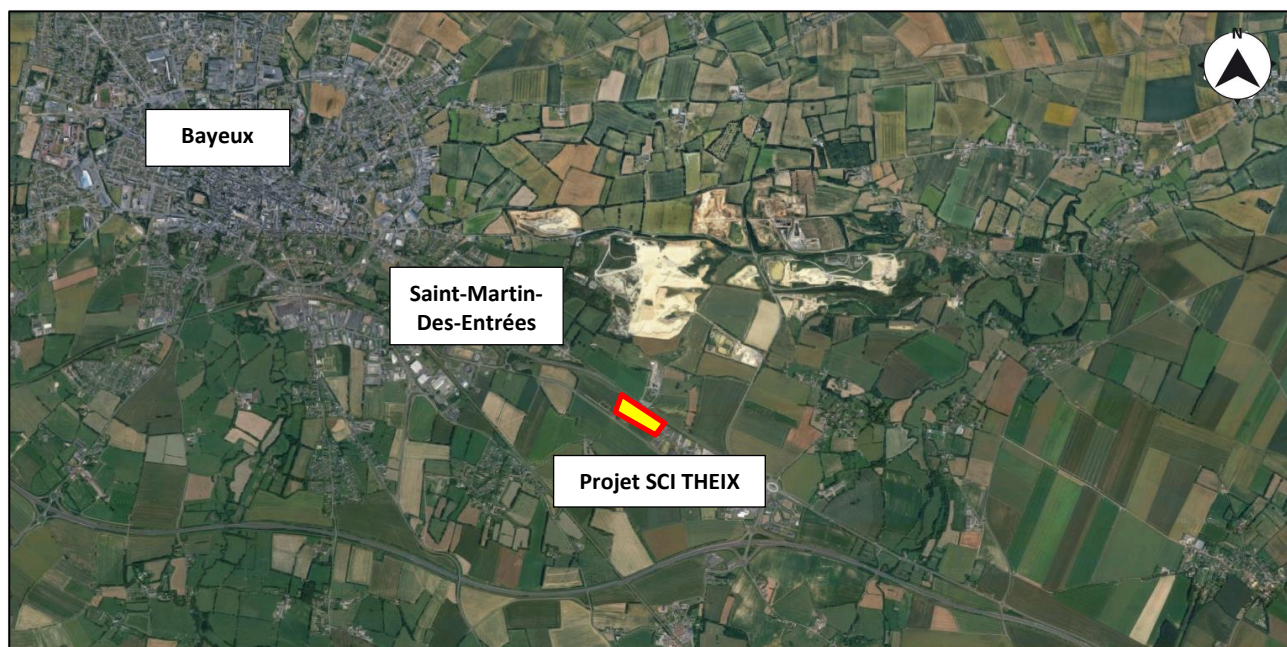 N
Bayeux
Saint-Martin-
Des-Entrées
Projet SCI THEIX